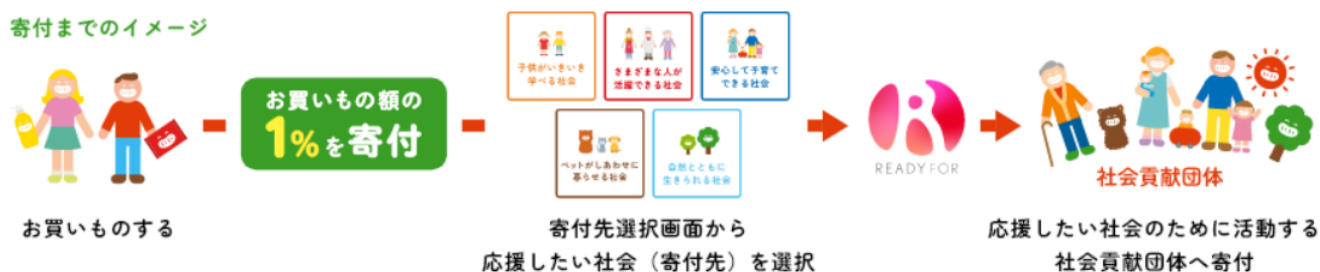 寄付までのイメージ
お買いもの額の
1%を寄付
子供がいきいき
学べる社会
さまざまな人が
活躍できる社会
安心して子育て
できる社会
ペットがしあわせに
暮らせる社会
自然とともに
生きられる社会
READYFOR
社会貢献団体
お買いものする
寄付先選択画面から
応援したい社会（寄付先）を選択
応援したい社会のために活動する
社会貢献団体へ寄付